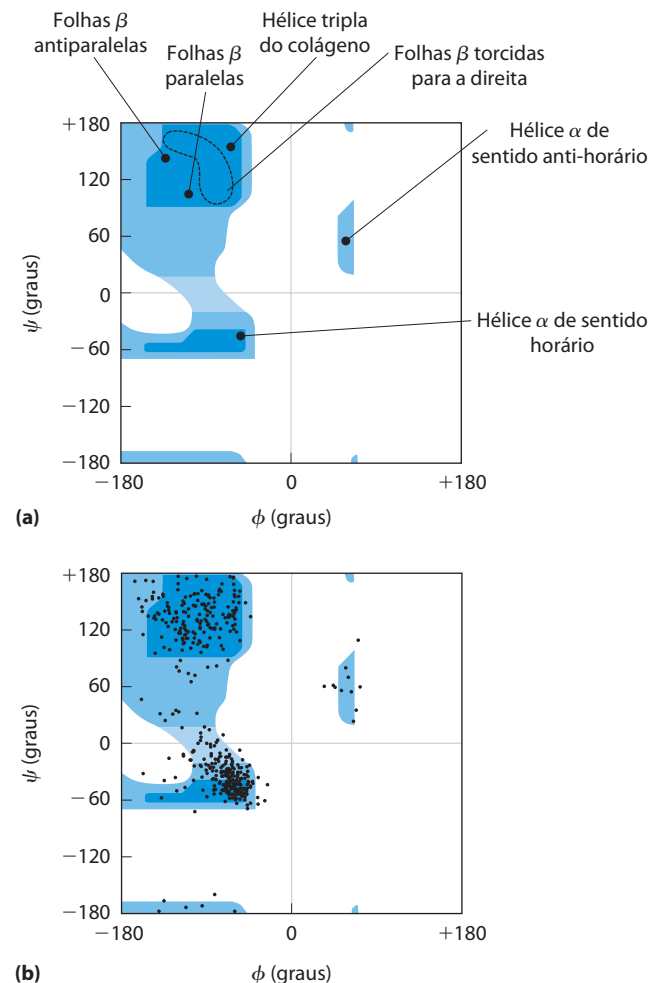 Folhas β
antiparalelas
Folhas β
paralelas
Hélice tripla
do colágeno
Folhas β torcidas
para a direita
Hélice α de
sentido anti-horário
Hélice α de sentido
horário
+180
120
60
0
−60
−120
−180
ψ (graus)
−180 0 +180
(a) ϕ (graus)
+180
120
60
0
−60
−120
−180
ψ (graus)
−180 0 +180
(b) ϕ (graus)